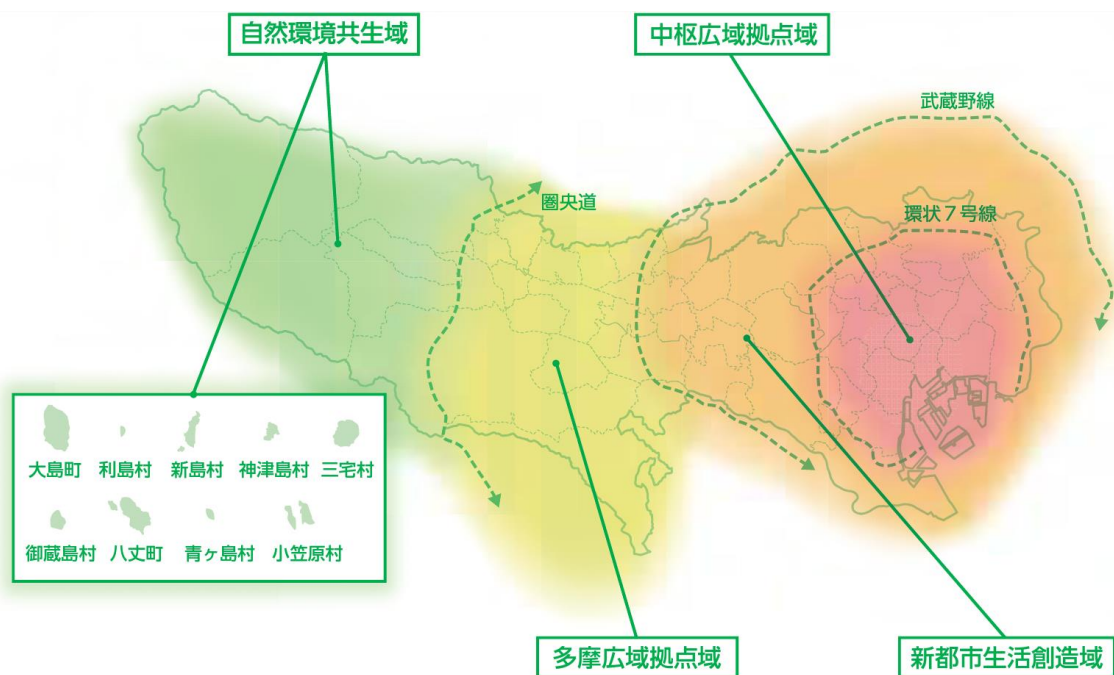 自然環境共生域
中枢広域拠点域
武蔵野線
圏央道
環状7号線
大島町
利島村
新島村
神津島村
三宅村
御蔵島村
八丈町
青ヶ島村
小笠原村
多摩広域拠点域
新都市生活創造域